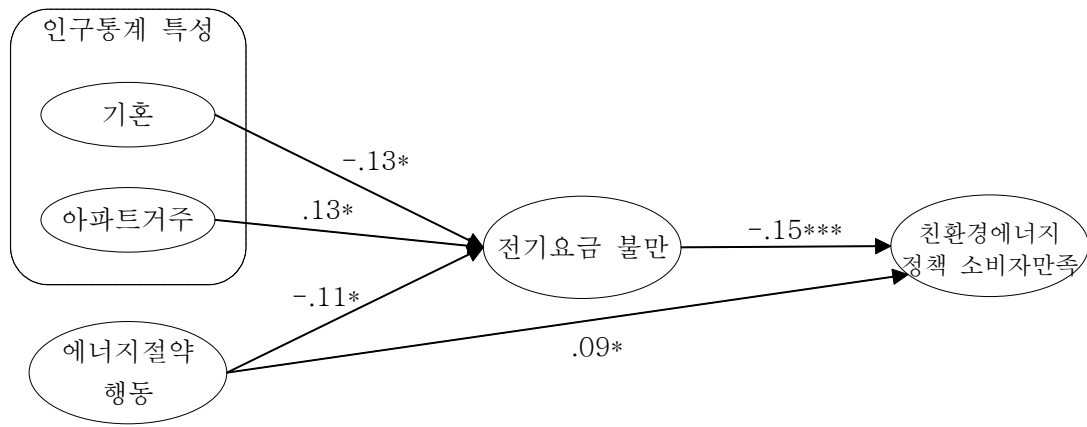 인구통계 특성
기혼
-.13*
아파트거주
.13*
전기요금 불만
-.15***
친환경에너지
정책 소비자만족
-.11*
에너지절약
행동
.09*